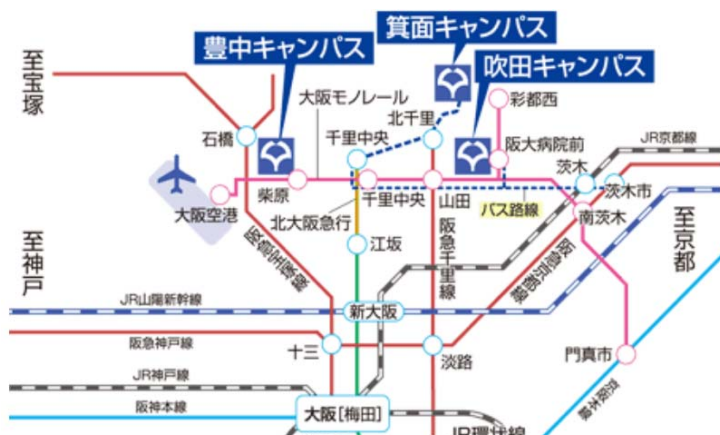 箕面キャンパス
豊中キャンパス
吹田キャンパス
至宝塚
大阪モノレール
北千里
彩都西
石橋
千里中央
阪大病院前
JR京都線
茨木
茨木市
柴原
千里中央
山田
バス路線
南茨木
大阪空港
北大阪急行
至神戸
阪急宝塚線
江坂
阪急千里線
阪急京都線
至京都
JR山陽新幹線
新大阪
阪急神戸線
十三
淡路
門真市
JR神戸線
京阪本線
阪神本線
大阪[梅田]
JR環状線